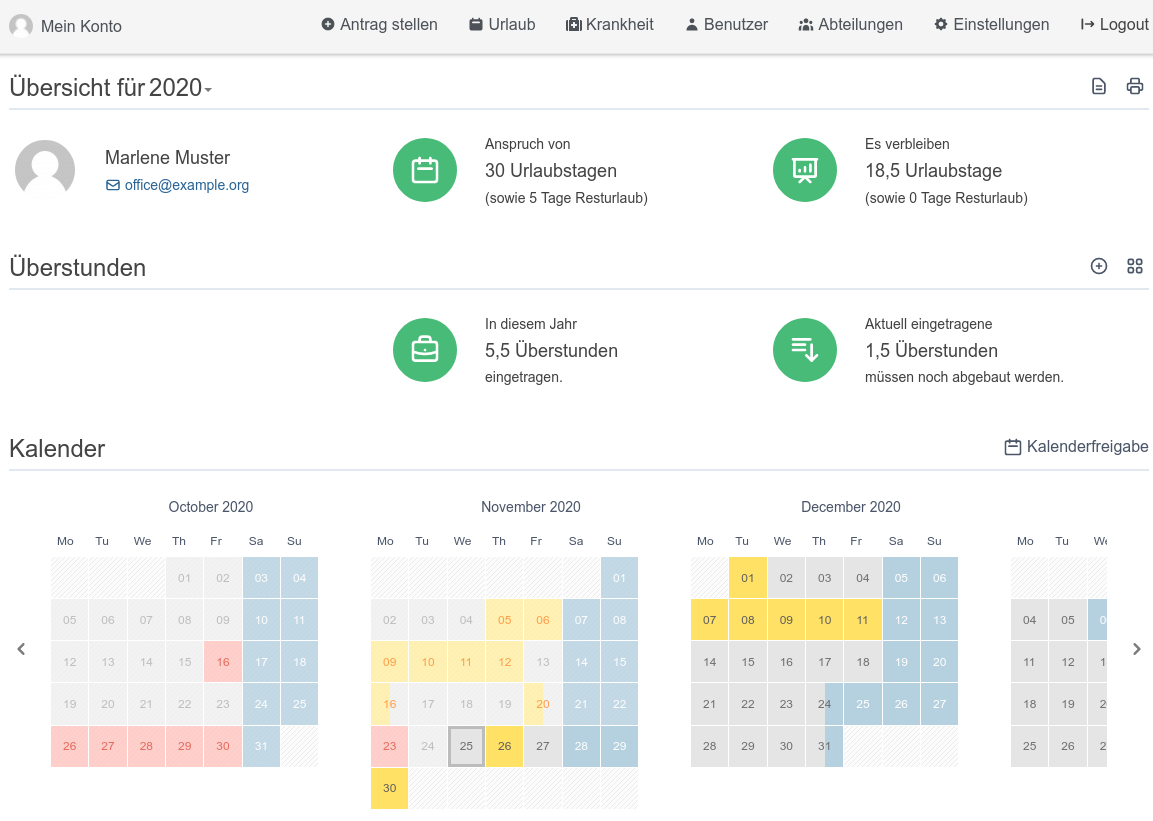 Mein Konto Antrag stellen Urlaub Krankheit Benutzer Abteilungen Einstellungen Logout
Übersicht für 2020
Marlene Muster
office@example.org
Anspruch von
30 Urlaubstagen
(sowie 5 Tage Resturlaub)
Es verbleiben
18,5 Urlaubstage
(sowie 0 Tage Resturlaub)
Überstunden
In diesem Jahr
5,5 Überstunden
eingetragen.
Aktuell eingetragene
1,5 Überstunden
müssen noch abgebaut werden.
Kalender
Kalenderfreigabe
October 2020
Mo Tu We Th Fr Sa Su
01 02 03 04
05 06 07 08 09 10 11
12 13 14 15 16 17 18
19 20 21 22 23 24 25
26 27 28 29 30 31
November 2020
Mo Tu We Th Fr Sa Su
01
02 03 04 05 06 07 08
09 10 11 12 13 14 15
16 17 18 19 20 21 22
23 24 25 26 27 28 29
30
December 2020
Mo Tu We Th Fr Sa Su
01 02 03 04 05 06
07 08 09 10 11 12 13
14 15 16 17 18 19 20
21 22 23 24 25 26 27
28 29 30 31
Mo Tu
04 05
11 12
18 19
25 26